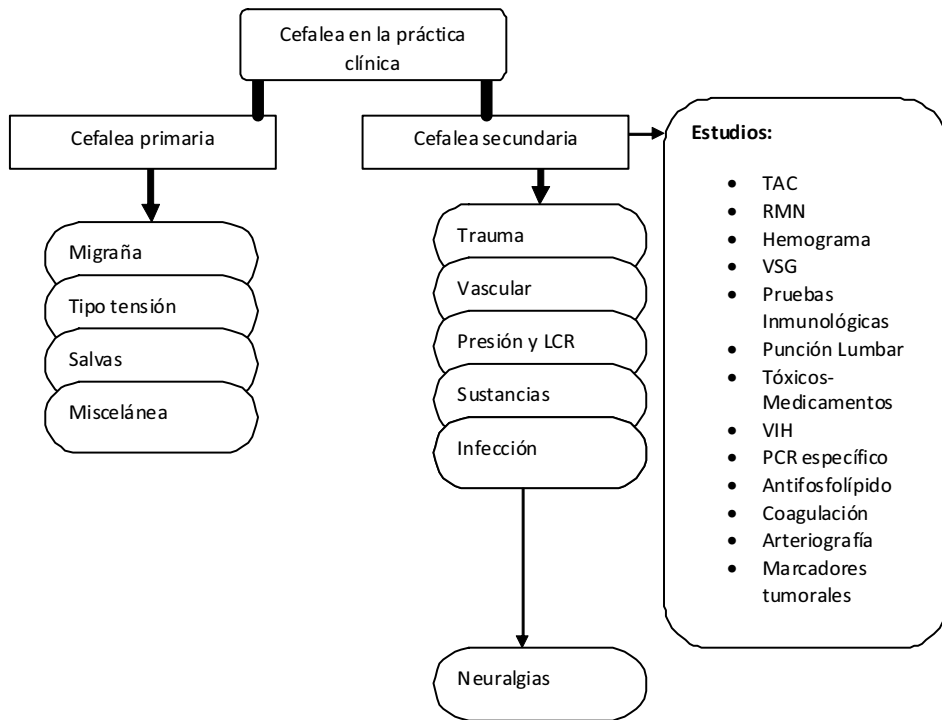 Cefalea en la práctica
clínica
Cefalea primaria
Cefalea secundaria
Migraña
Tipo tensión
Salvas
Miscelánea
Trauma
Vascular
Presión y LCR
Sustancias
Infección
Neuralgias
Estudios:
• TAC
• RMN
• Hemograma
• VSG
• Pruebas
Inmunológicas
• Punción Lumbar
• Tóxicos-
Medicamentos
• VIH
• PCR específico
• Antifosfolípido
• Coagulación
• Arteriografía
• Marcadores
tumorales